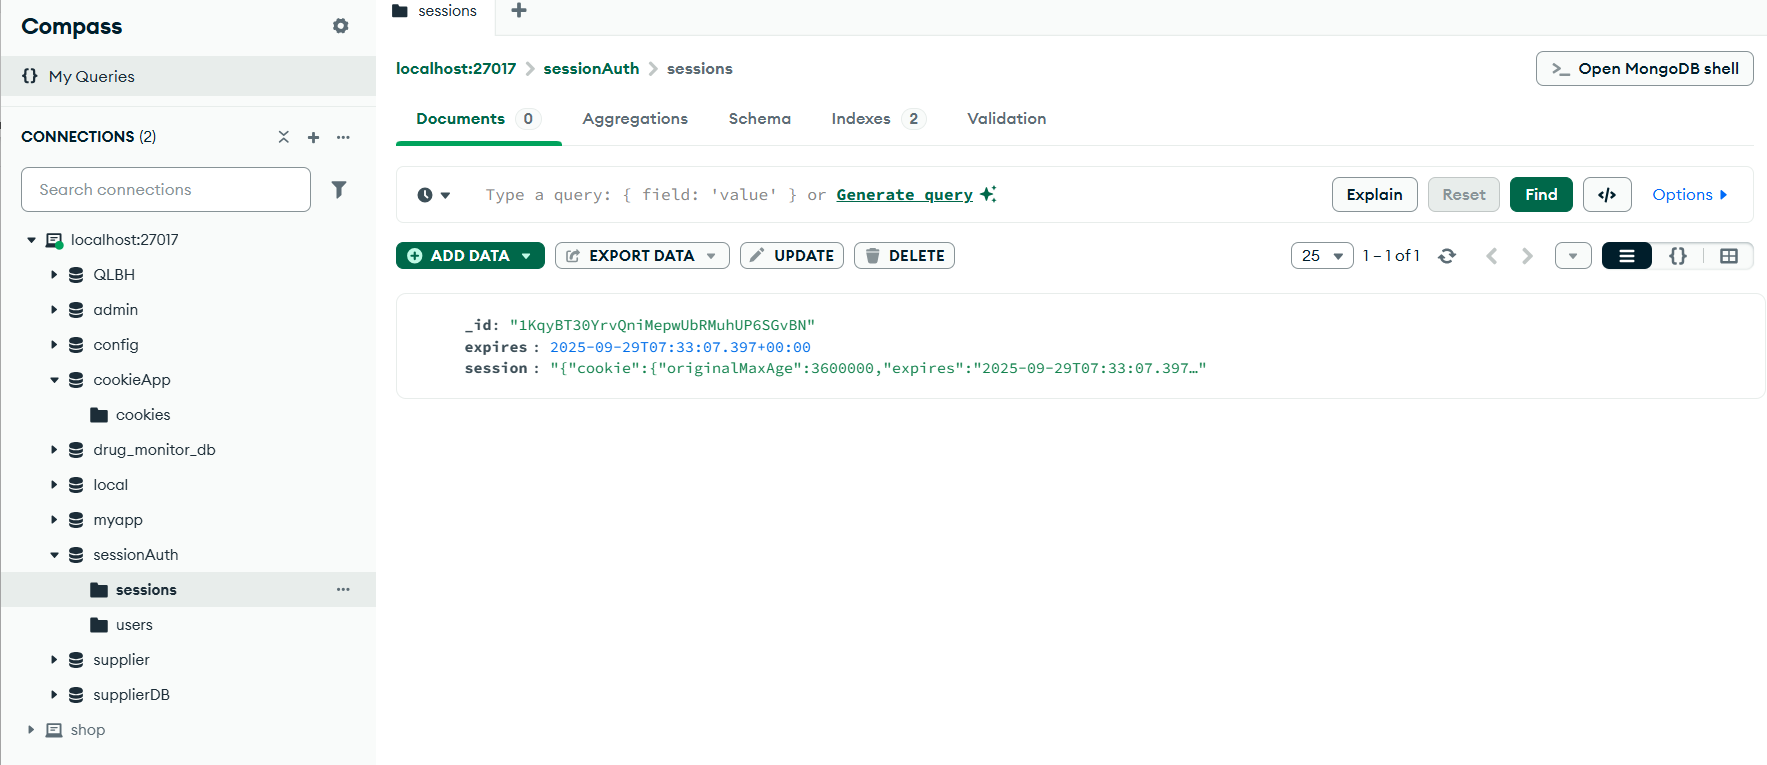 Compass
My Queries
CONNECTIONS (2)
Search connections
localhost:27017
QLBH
admin
config
cookieApp
cookies
drug_monitor_db
local
myapp
sessionAuth
sessions
users
supplier
supplierDB
shop
sessions
localhost:27017 sessionAuth sessions
Open MongoDB shell
Documents 0 Aggregations Schema Indexes 2 Validation
Type a query: { field: 'value' } or Generate query
Explain Reset Find </> Options
ADD DATA EXPORT DATA UPDATE DELETE
25 1 – 1 of 1 {}
_id: "1KqyBT30YrvQniMepwUbRMuhUP6SGvBN"
expires : 2025-09-29T07:33:07.397+00:00
session : "{"cookie":{"originalMaxAge":3600000,"expires":"2025-09-29T07:33:07.397…"